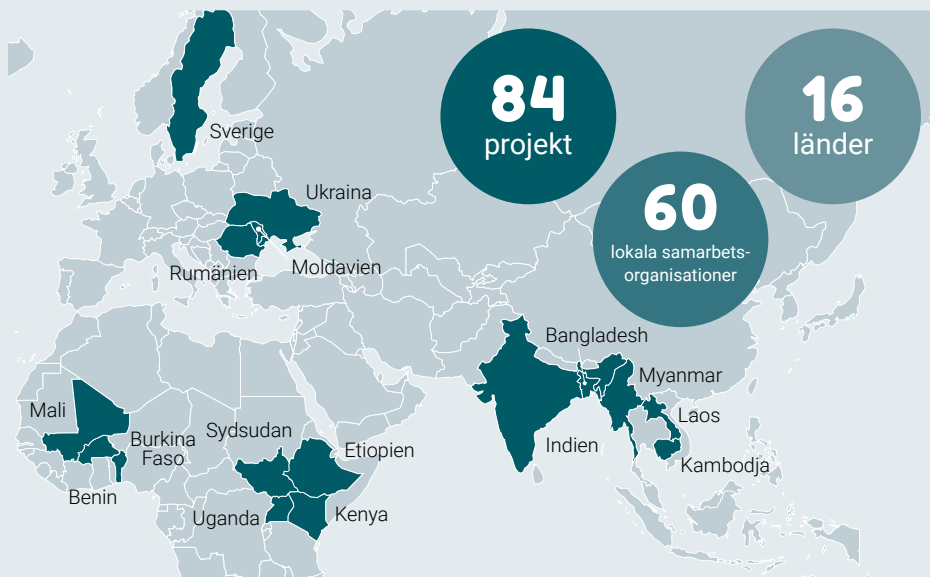 84
projekt
16
länder
60
lokala samarbets-
organisationer
Sverige
Ukraina
Rumänien
Moldavien
Bangladesh
Myanmar
Laos
Indien
Kambodja
Mali
Burkina
Faso
Benin
Sydsudan
Etiopien
Uganda
Kenya